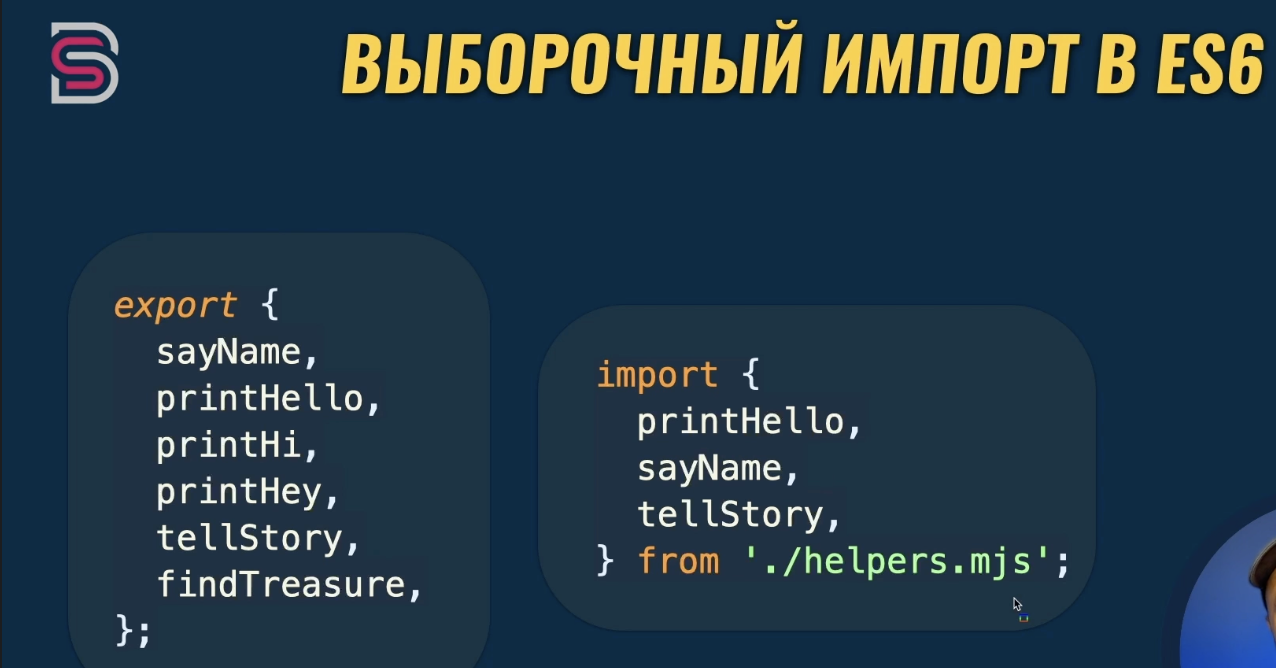 ВЫБОРОЧНЫЙ ИМПОРТ В ES6
export {
sayName,
printHello,
printHi,
printHey,
tellStory,
findTreasure,
};
import {
printHello,
sayName,
tellStory,
} from './helpers.mjs';